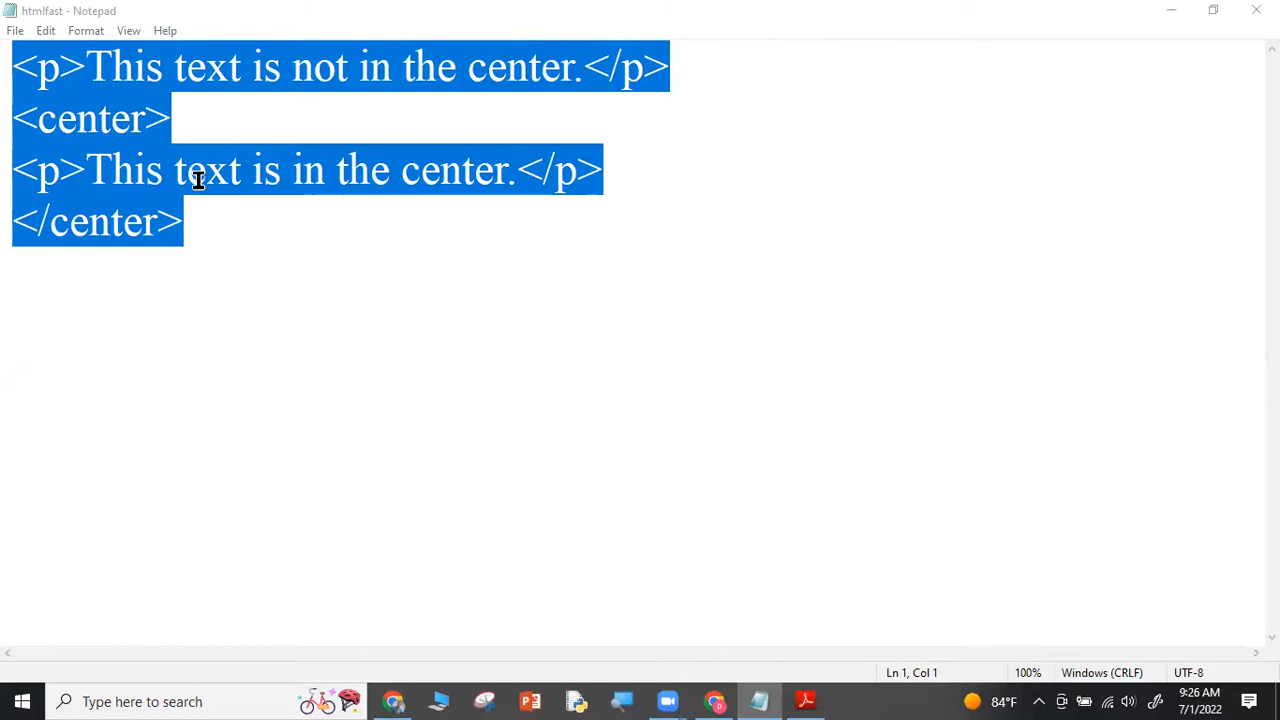 htmlfast - Notepad
File Edit Format View Help
<p>This text is not in the center.</p>
<center>
<p>This text is in the center.</p>
</center>
Ln 1, Col 1 100% Windows (CRLF) UTF-8
Type here to search 84°F 9:26 AM
7/1/2022